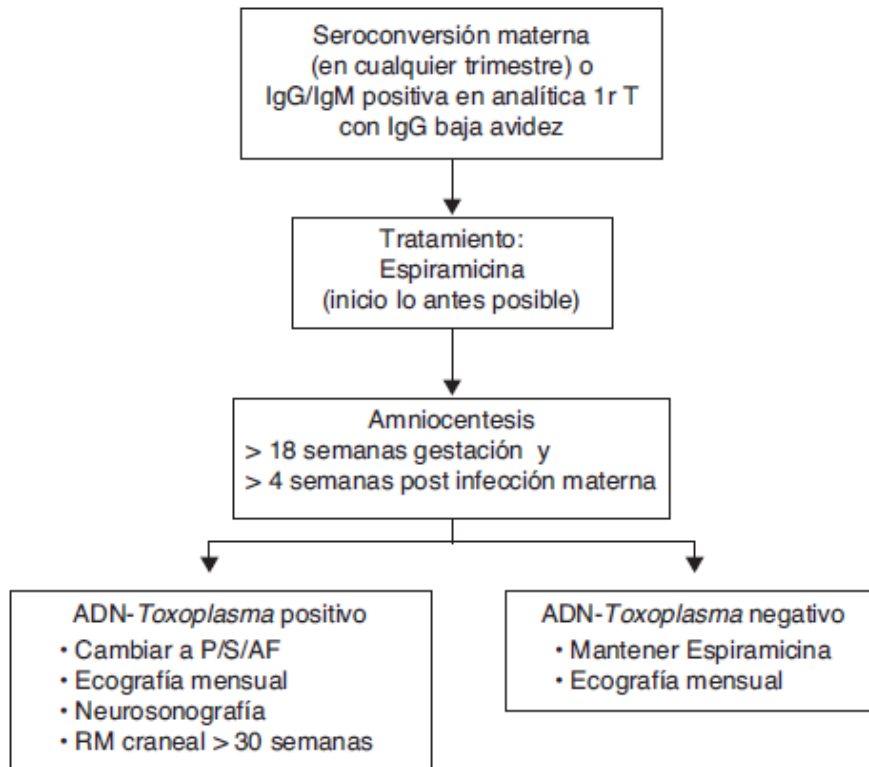 Seroconversión materna
(en cualquier trimestre) o
IgG/IgM positiva en analítica 1r T
con IgG baja avidez
Tratamiento:
Espiramicina
(inicio lo antes posible)
Amniocentesis
> 18 semanas gestación y
> 4 semanas post infección materna
ADN-Toxoplasma positivo
• Cambiar a P/S/AF
• Ecografía mensual
• Neurosonografía
• RM craneal > 30 semanas
ADN-Toxoplasma negativo
• Mantener Espiramicina
• Ecografía mensual